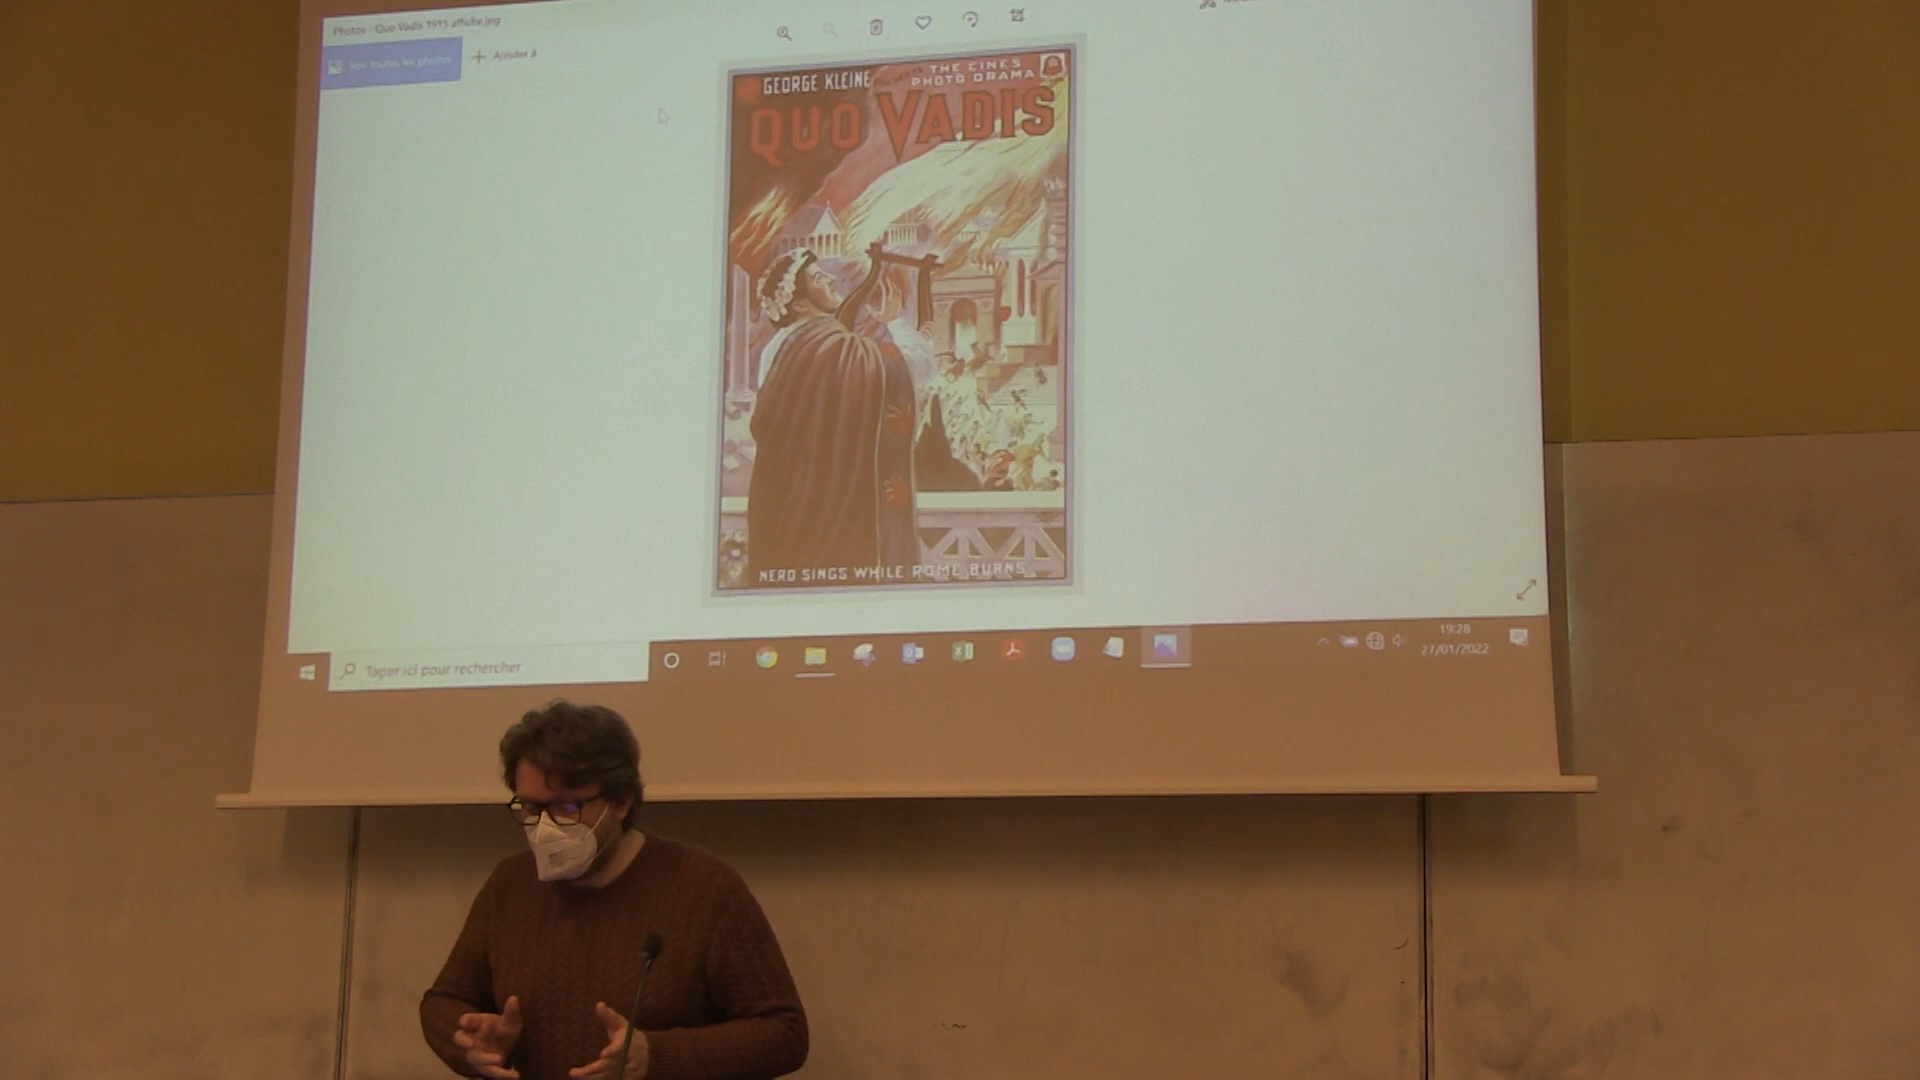 Photos - Quo Vadis 1915 affiche.jpg
Voir toutes les photos
Ajouter à
GEORGE KLEINE
THE CINES
PHOTO DRAMA
QUO VADIS
NERO SINGS WHILE ROME BURNS
Taper ici pour rechercher
19:28
27/01/2022